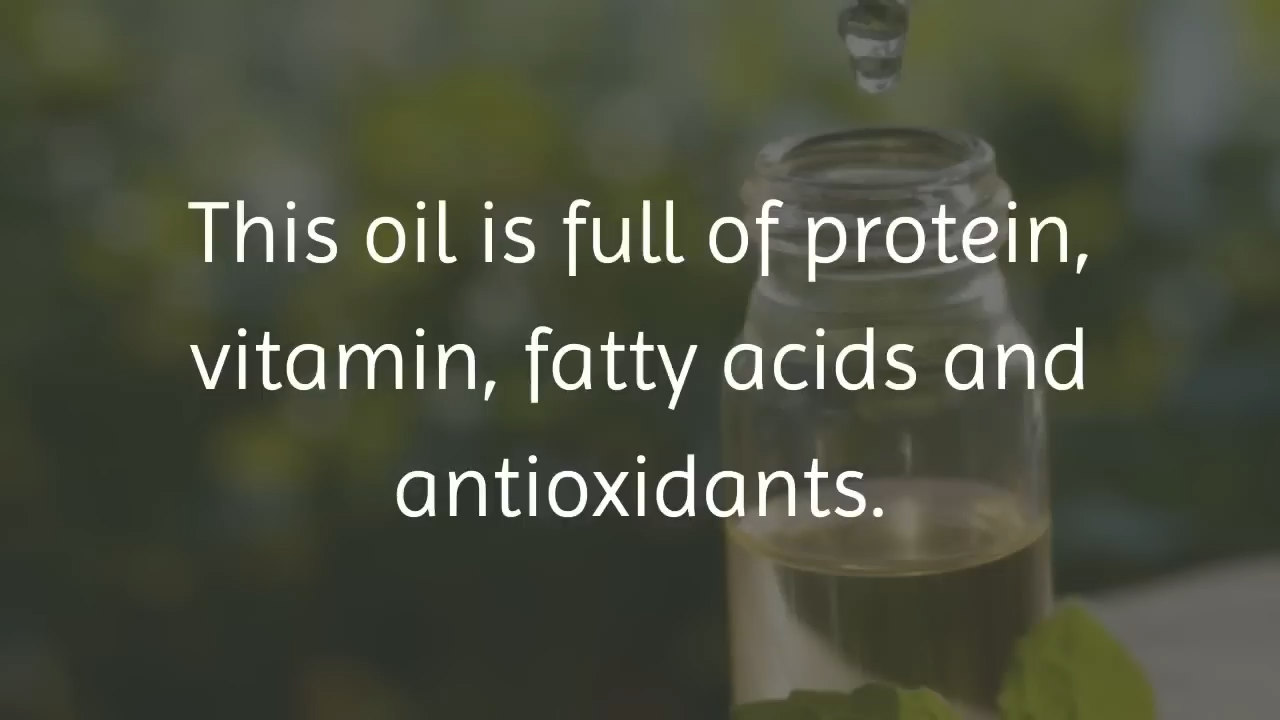 This oil is full of protein,
vitamin, fatty acids and
antioxidants.